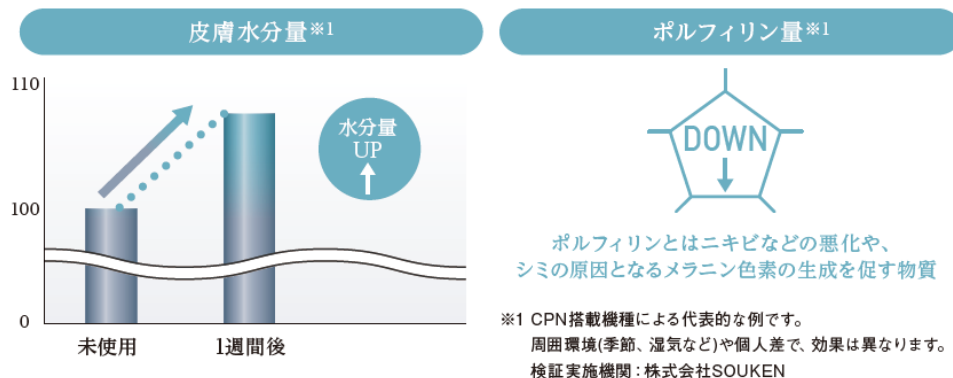 皮膚水分量※1
110
100
0
水分量
UP
未使用
1週間後
ポルフィリン量※1
DOWN
ポルフィリンとはニキビなどの悪化や、
シミの原因となるメラニン色素の生成を促す物質
※1 CPN搭載機種による代表的な例です。
周囲環境(季節、湿気など)や個人差で、効果は異なります。
検証実施機関：株式会社SOUKEN